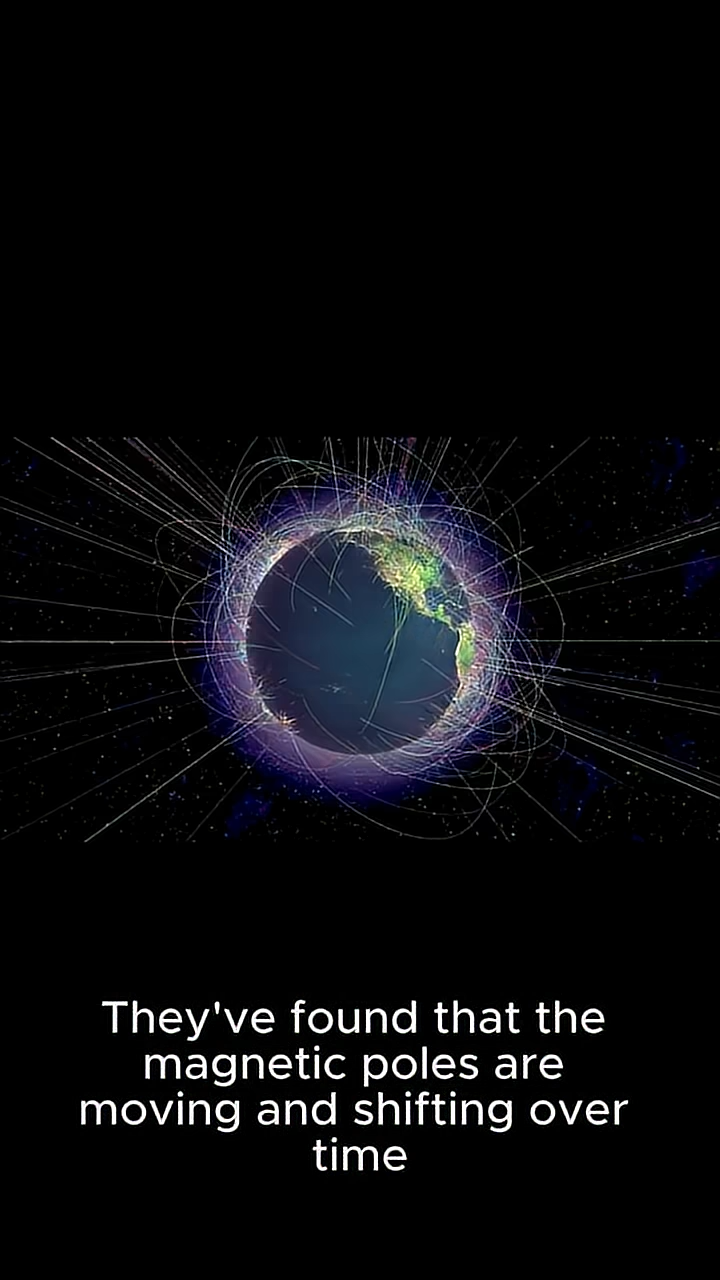 They've found that the
magnetic poles are
moving and shifting over
time